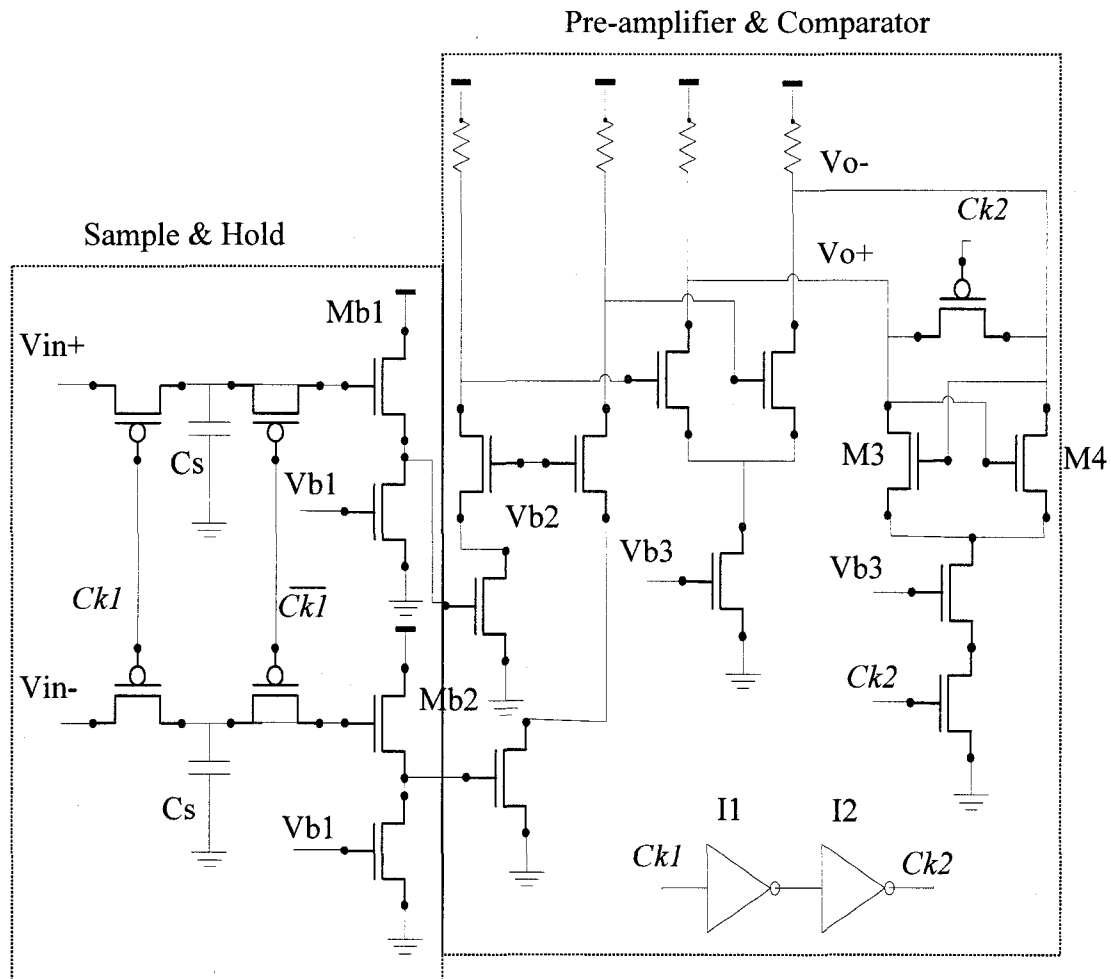 Pre-amplifier & Comparator
Vo-
Ck2
Sample & Hold
Vo+
Mb1
Vin+
M3
M4
Cs
Vb1
Vb2
Vb3
Vb3
Ck1
C̅k̅1̅
Vin-
Mb2
Ck2
Cs
I1
I2
Vb1
Ck1
Ck2